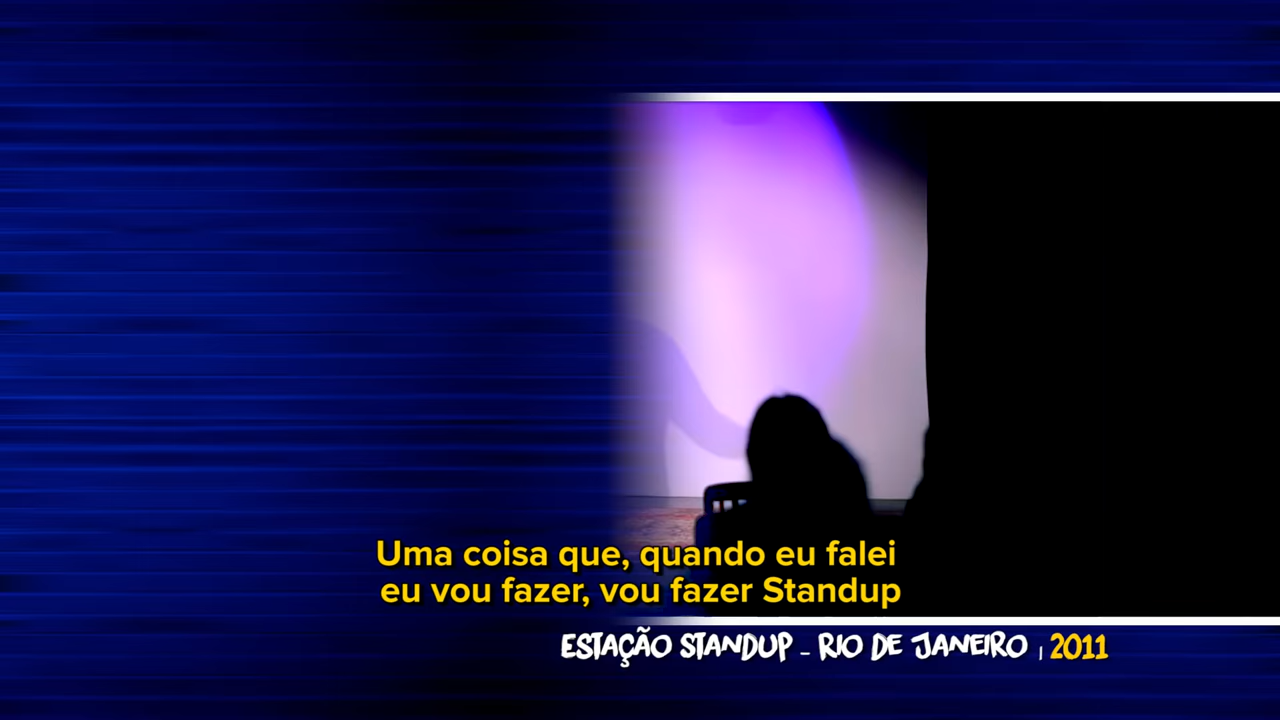 Uma coisa que, quando eu falei
eu vou fazer, vou fazer Standup
ESTAÇÃO STANDUP - RIO DE JANEIRO | 2011